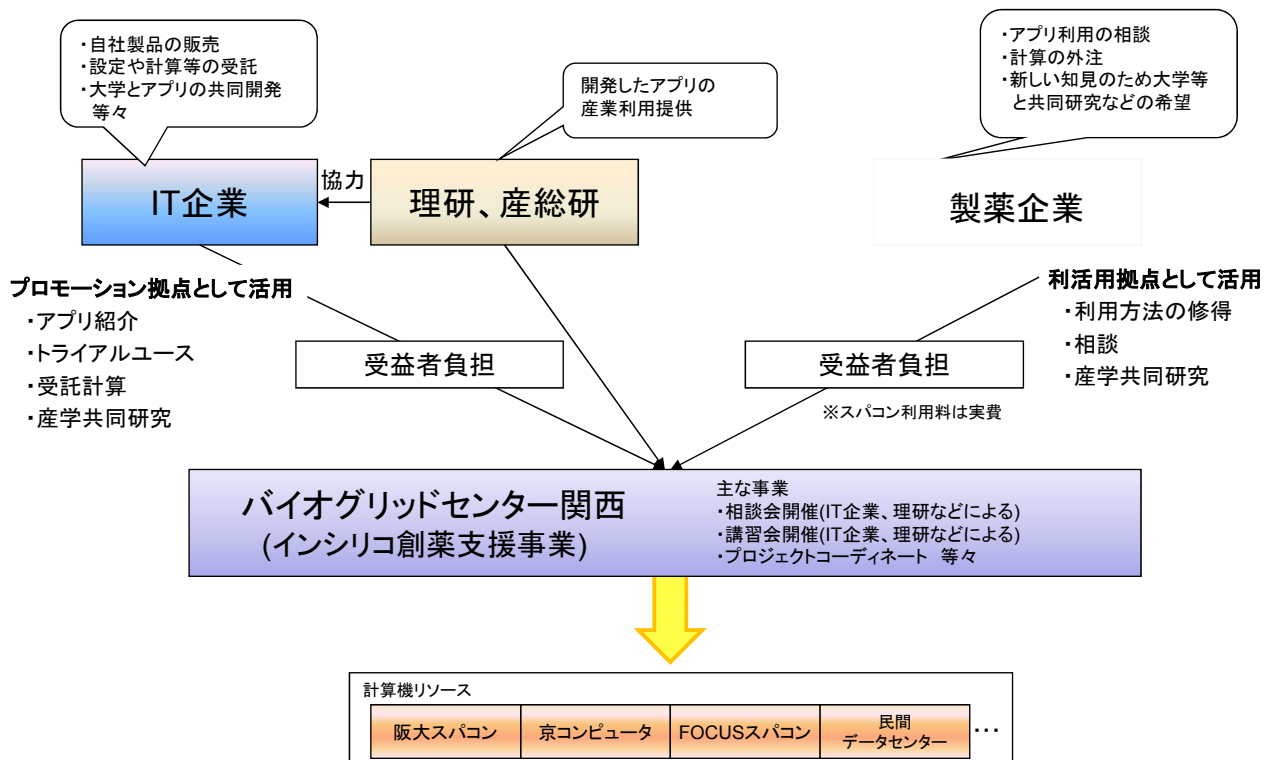 ・自社製品の販売
・設定や計算等の受託
・大学とアプリの共同開発
等々
開発したアプリの
産業利用提供
・アプリ利用の相談
・計算の外注
・新しい知見のため大学等
と共同研究などの希望
IT企業
協力
理研、産総研
製薬企業
プロモーション拠点として活用
・アプリ紹介
・トライアルユース
・受託計算
・産学共同研究
利活用拠点として活用
・利用方法の修得
・相談
・産学共同研究
受益者負担
受益者負担
※スパコン利用料は実費
バイオグリッドセンター関西
(インシリコ創薬支援事業)
主な事業
・相談会開催(IT企業、理研などによる)
・講習会開催(IT企業、理研などによる)
・プロジェクトコーディネート 等々
計算機リソース
阪大スパコン
京コンピュータ
FOCUSスパコン
民間
データセンター
・・・